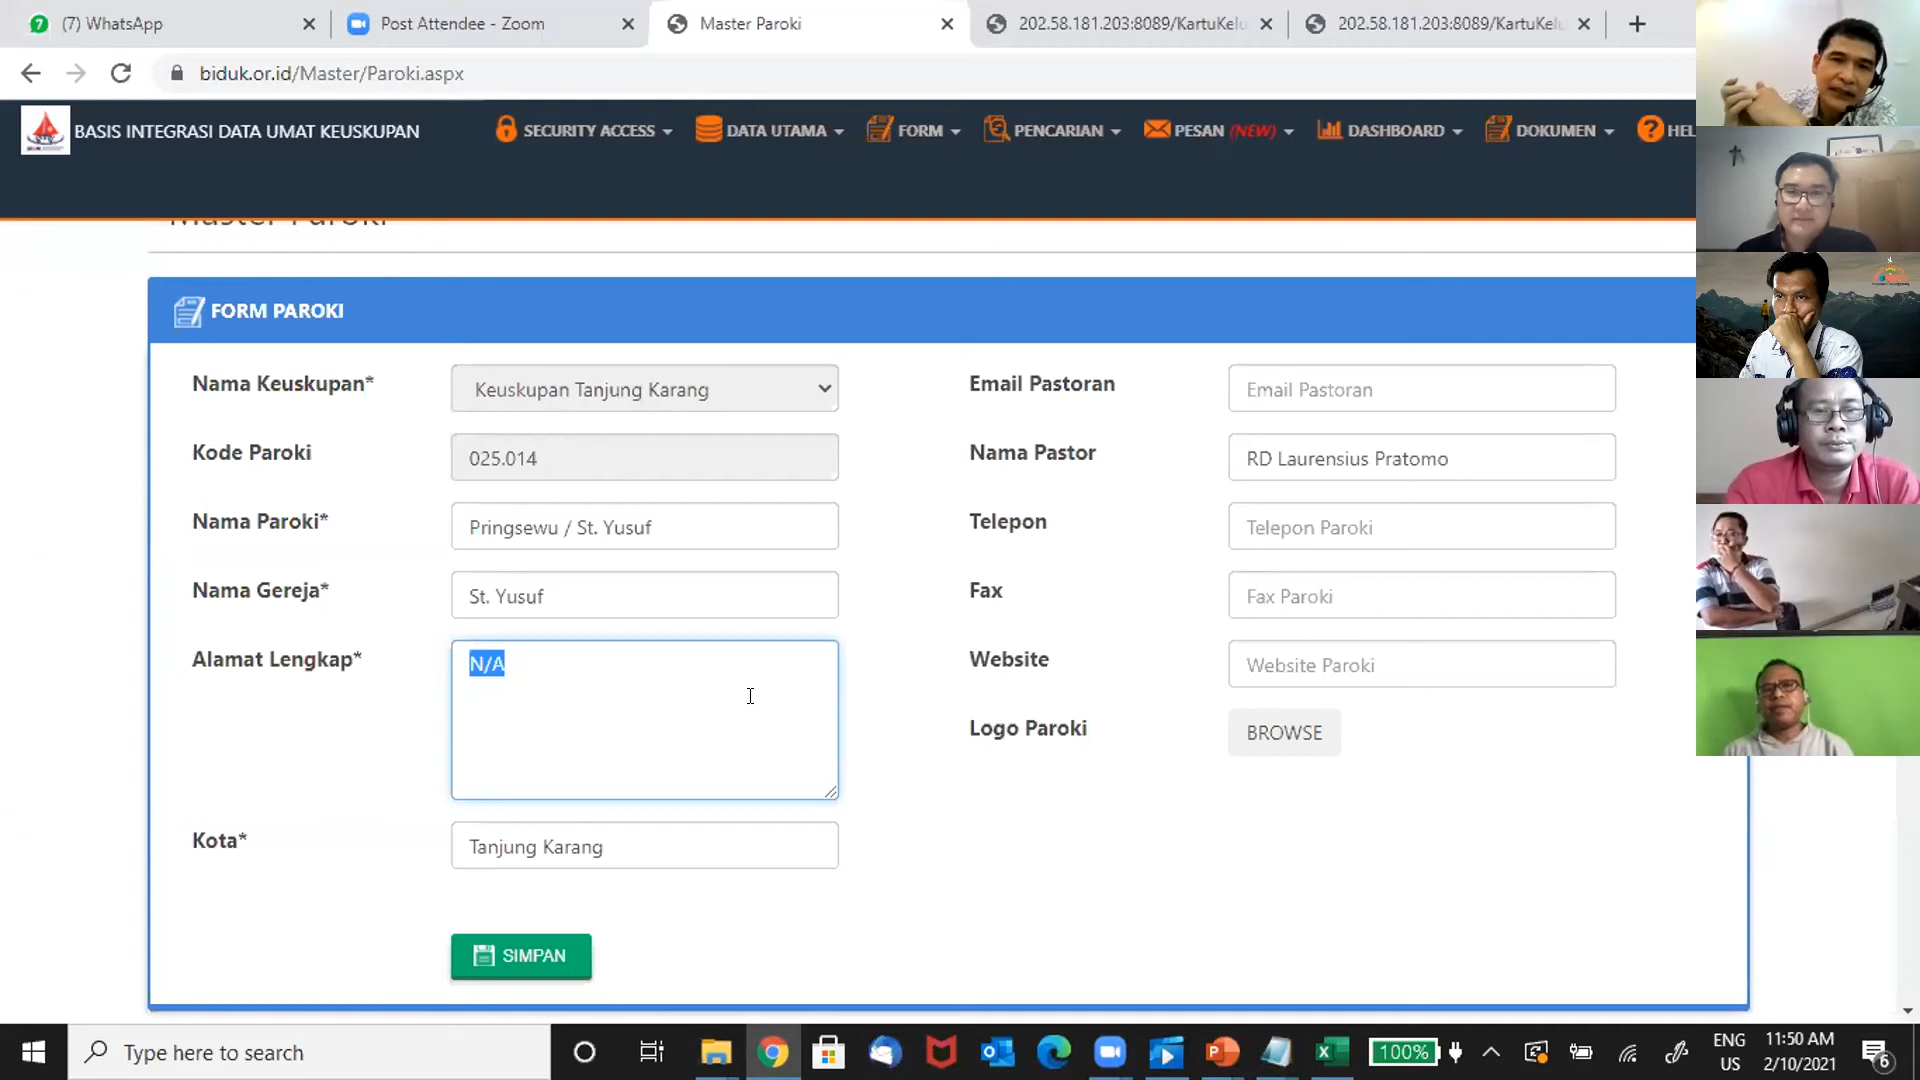 (7) WhatsApp
Post Attendee - Zoom
Master Paroki
202.58.181.203:8089/KartuKelu
202.58.181.203:8089/KartuKelu
biduk.or.id/Master/Paroki.aspx
BASIS INTEGRASI DATA UMAT KEUSKUPAN
SECURITY ACCESS
DATA UTAMA
FORM
PENCARIAN
PESAN (NEW)
DASHBOARD
DOKUMEN
HEL
Master Paroki
FORM PAROKI
Nama Keuskupan*
Keuskupan Tanjung Karang
Kode Paroki
025.014
Nama Paroki*
Pringsewu / St. Yusuf
Nama Gereja*
St. Yusuf
Alamat Lengkap*
N/A
Kota*
Tanjung Karang
SIMPAN
Email Pastoran
Email Pastoran
Nama Pastor
RD Laurensius Pratomo
Telepon
Telepon Paroki
Fax
Fax Paroki
Website
Website Paroki
Logo Paroki
BROWSE
Type here to search
100%
ENG
US
11:50 AM
2/10/2021
6